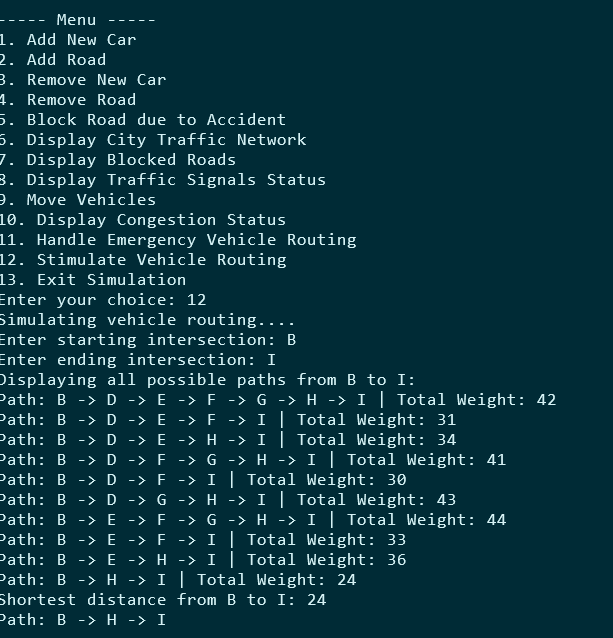 ----- Menu -----
1. Add New Car
2. Add Road
3. Remove New Car
4. Remove Road
5. Block Road due to Accident
6. Display City Traffic Network
7. Display Blocked Roads
8. Display Traffic Signals Status
9. Move Vehicles
10. Display Congestion Status
11. Handle Emergency Vehicle Routing
12. Stimulate Vehicle Routing
13. Exit Simulation
Enter your choice: 12
Simulating vehicle routing....
Enter starting intersection: B
Enter ending intersection: I
Displaying all possible paths from B to I:
Path: B -> D -> E -> F -> G -> H -> I | Total Weight: 42
Path: B -> D -> E -> F -> I | Total Weight: 31
Path: B -> D -> E -> H -> I | Total Weight: 34
Path: B -> D -> F -> G -> H -> I | Total Weight: 41
Path: B -> D -> F -> I | Total Weight: 30
Path: B -> D -> G -> H -> I | Total Weight: 43
Path: B -> E -> F -> G -> H -> I | Total Weight: 44
Path: B -> E -> F -> I | Total Weight: 33
Path: B -> E -> H -> I | Total Weight: 36
Path: B -> H -> I | Total Weight: 24
Shortest distance from B to I: 24
Path: B -> H -> I